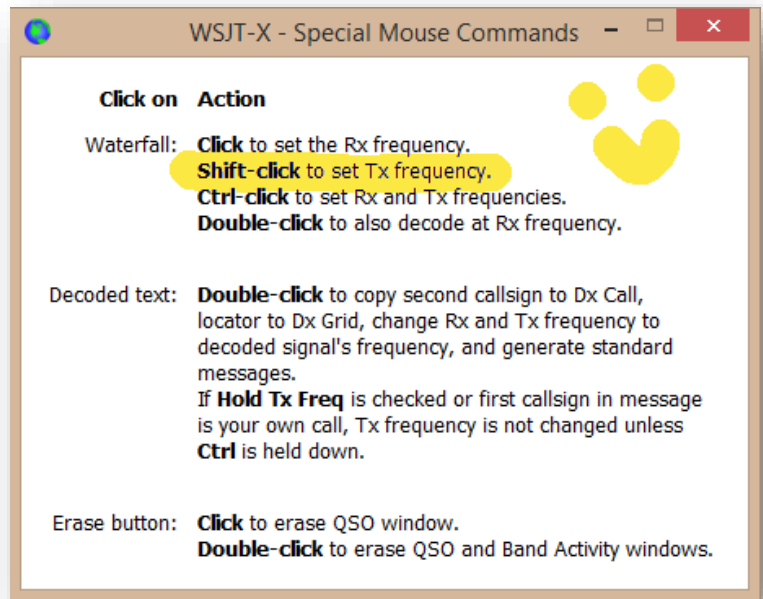 WSJT-X - Special Mouse Commands
Click on Action
Waterfall: Click to set the Rx frequency.
Shift-click to set Tx frequency.
Ctrl-click to set Rx and Tx frequencies.
Double-click to also decode at Rx frequency.
Decoded text: Double-click to copy second callsign to Dx Call,
locator to Dx Grid, change Rx and Tx frequency to
decoded signal's frequency, and generate standard
messages.
If Hold Tx Freq is checked or first callsign in message
is your own call, Tx frequency is not changed unless
Ctrl is held down.
Erase button: Click to erase QSO window.
Double-click to erase QSO and Band Activity windows.